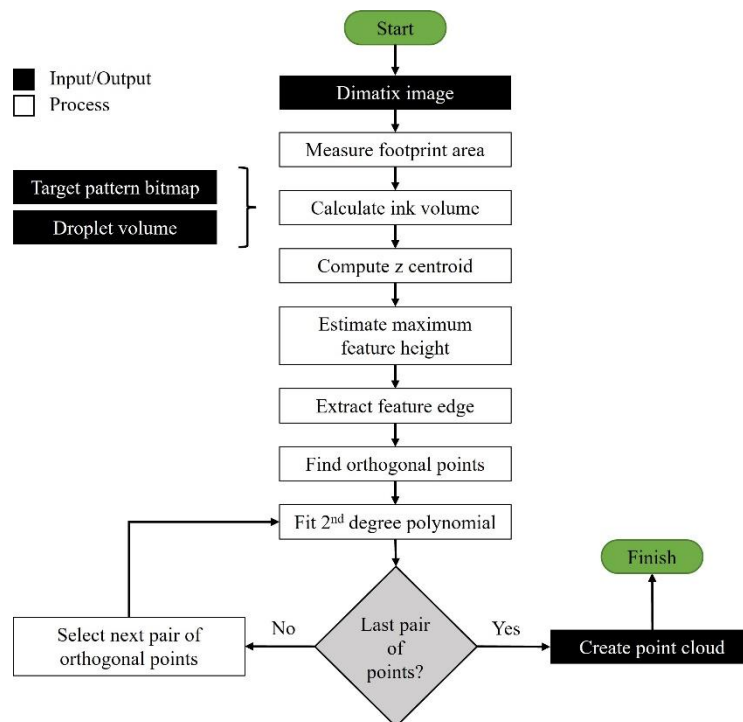 Start
Input/Output
Process
Dimatix image
Measure footprint area
Target pattern bitmap
Droplet volume
Calculate ink volume
Compute z centroid
Estimate maximum
feature height
Extract feature edge
Find orthogonal points
Fit 2nd degree polynomial
Last pair
of
points?
No
Select next pair of
orthogonal points
Yes
Create point cloud
Finish